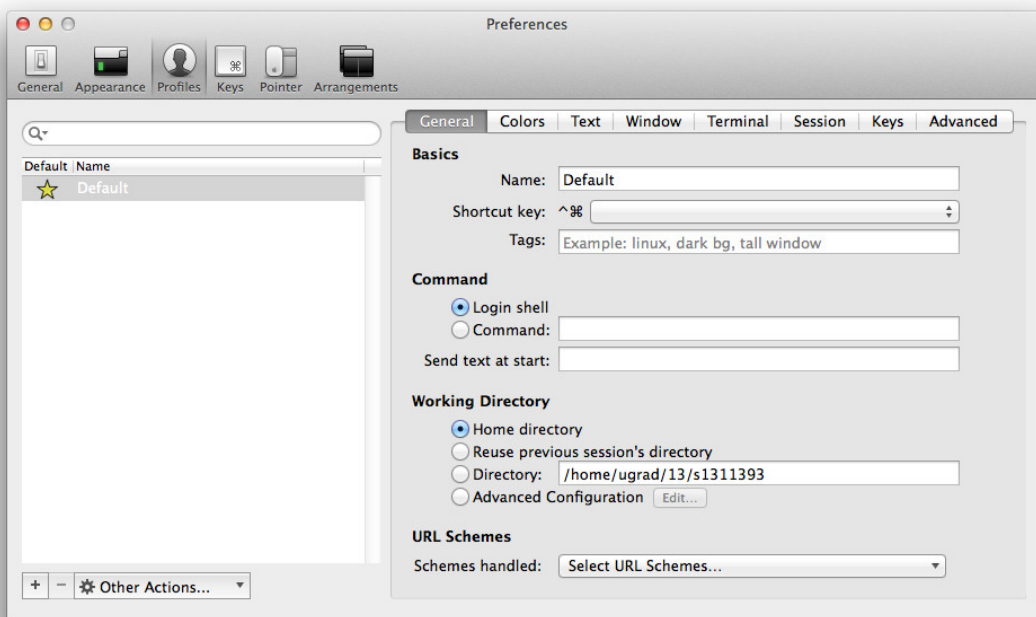 Preferences
General Appearance Profiles Keys Pointer Arrangements
General Colors Text Window Terminal Session Keys Advanced
Default Name
Default
Basics
Name: Default
Shortcut key: ^⌘
Tags: Example: linux, dark bg, tall window
Command
Login shell
Command:
Send text at start:
Working Directory
Home directory
Reuse previous session's directory
Directory: /home/ugrad/13/s1311393
Advanced Configuration Edit...
URL Schemes
Schemes handled: Select URL Schemes...
+ − Other Actions...